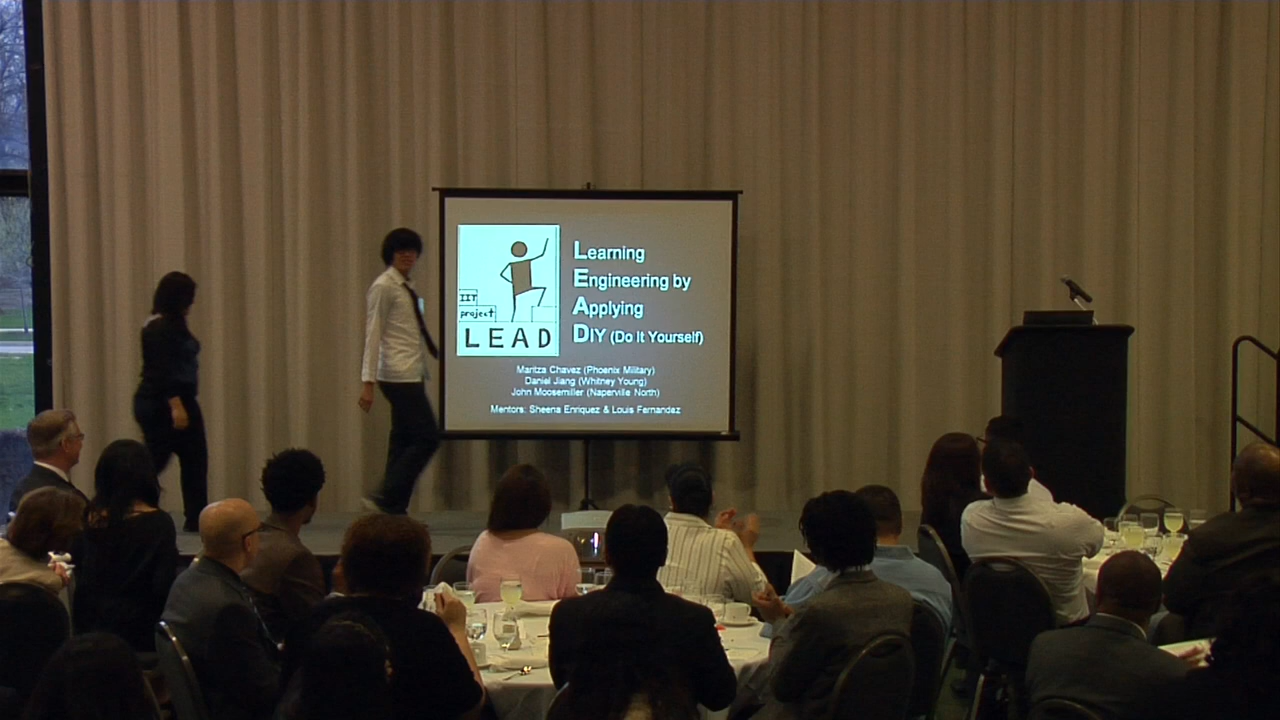 Learning
Engineering by
Applying
DIY (Do It Yourself)
IIT
project
LEAD
Maritza Chavez (Phoenix Military)
Daniel Jiang (Whitney Young)
John Moosemiller (Naperville North)
Mentors: Sheena Enriquez & Louis Fernandez